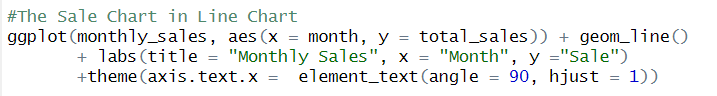 #The Sale Chart in Line Chart
ggplot(monthly_sales, aes(x = month, y = total_sales)) + geom_line()
+ labs(title = "Monthly Sales", x = "Month", y ="Sale")
+theme(axis.text.x =  element_text(angle = 90, hjust = 1))